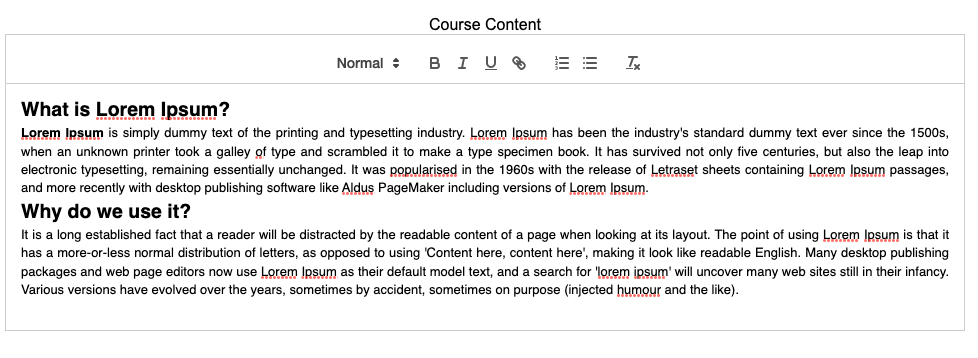 Course Content
Normal
What is Lorem Ipsum?
Lorem Ipsum is simply dummy text of the printing and typesetting industry. Lorem Ipsum has been the industry's standard dummy text ever since the 1500s,
when an unknown printer took a galley of type and scrambled it to make a type specimen book. It has survived not only five centuries, but also the leap into
electronic typesetting, remaining essentially unchanged. It was popularised in the 1960s with the release of Letraset sheets containing Lorem Ipsum passages,
and more recently with desktop publishing software like Aldus PageMaker including versions of Lorem Ipsum.
Why do we use it?
It is a long established fact that a reader will be distracted by the readable content of a page when looking at its layout. The point of using Lorem Ipsum is that it
has a more-or-less normal distribution of letters, as opposed to using 'Content here, content here', making it look like readable English. Many desktop publishing
packages and web page editors now use Lorem Ipsum as their default model text, and a search for 'lorem ipsum' will uncover many web sites still in their infancy.
Various versions have evolved over the years, sometimes by accident, sometimes on purpose (injected humour and the like).